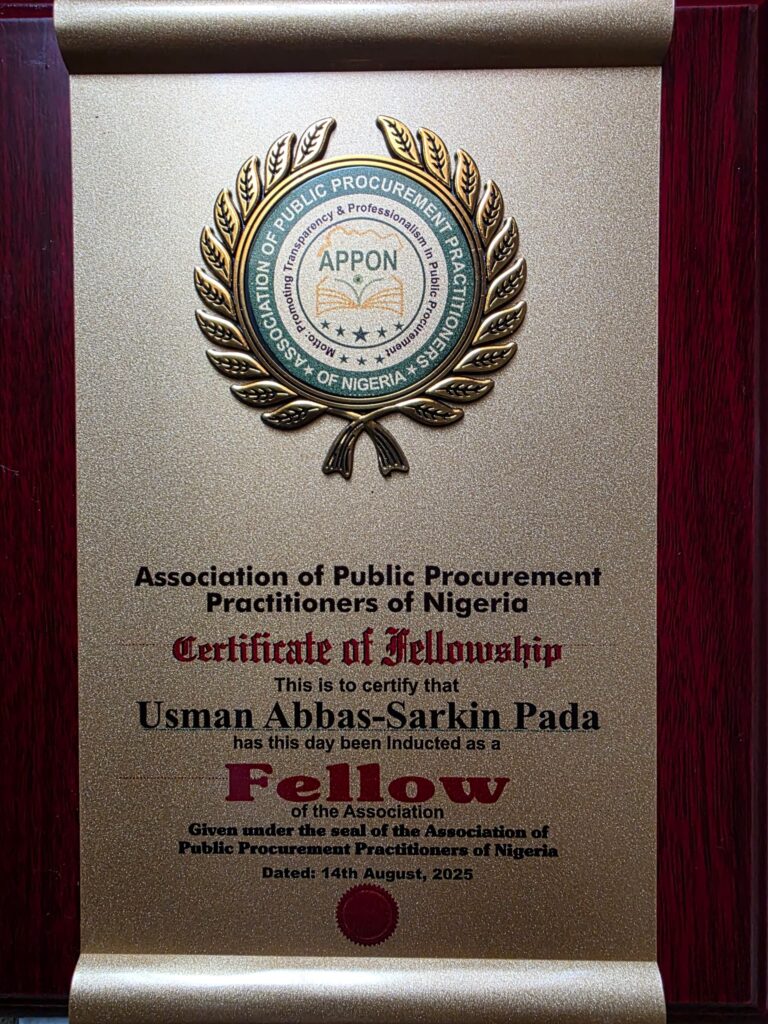 ASSOCIATION OF PUBLIC PROCUREMENT PRACTITIONERS
OF NIGERIA
Motto: Promoting Transparency & Professionalism in Public Procurement
APPON
Association of Public Procurement
Practitioners of Nigeria
Certificate of Fellowship
This is to certify that
Usman Abbas-Sarkin Pada
has this day been Inducted as a
Fellow
of the Association
Given under the seal of the Association of
Public Procurement Practitioners of Nigeria
Dated: 14th August, 2025